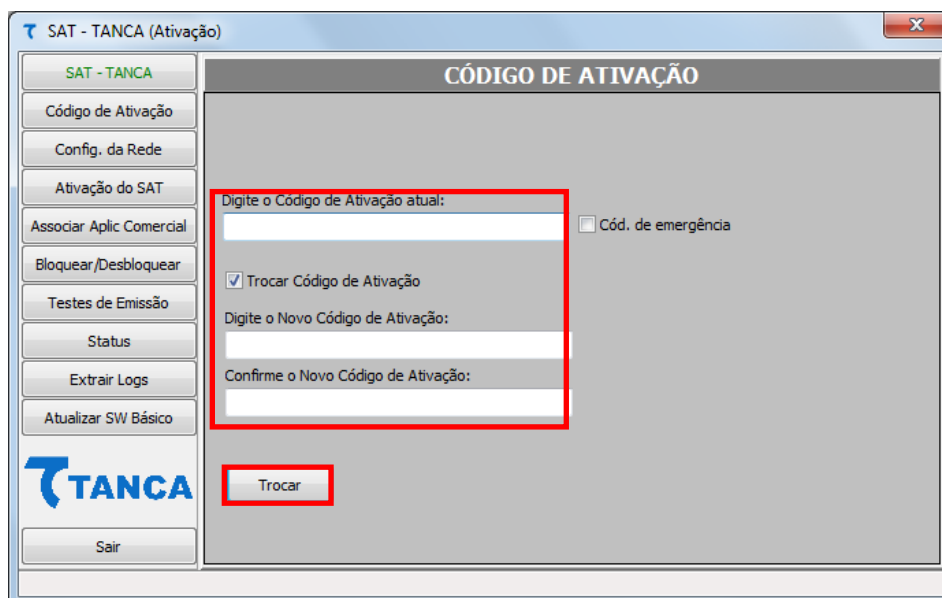 SAT - TANCA (Ativação)
SAT - TANCA
Código de Ativação
Config. da Rede
Ativação do SAT
Associar Aplic Comercial
Bloquear/Desbloquear
Testes de Emissão
Status
Extrair Logs
Atualizar SW Básico
TANCA
Sair
CÓDIGO DE ATIVAÇÃO
Digite o Código de Ativação atual:
Cód. de emergência
Trocar Código de Ativação
Digite o Novo Código de Ativação:
Confirme o Novo Código de Ativação:
Trocar